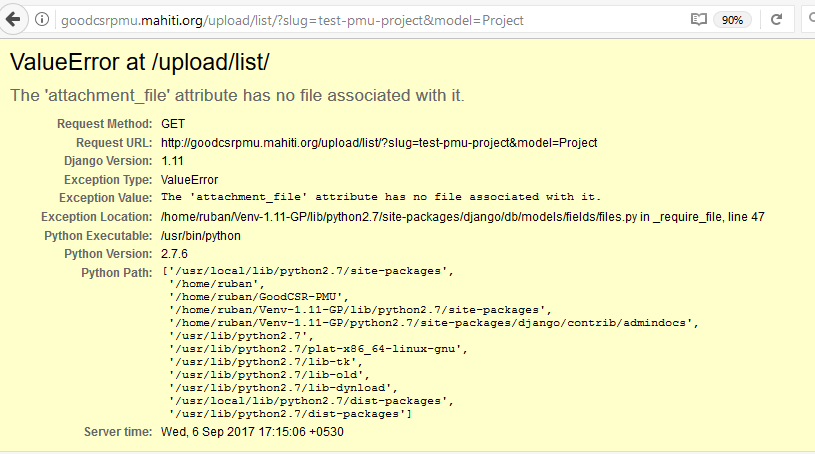 goodcsrpmu.mahiti.org/upload/list/?slug=test-pmu-project&model=Project 90%
ValueError at /upload/list/
The 'attachment_file' attribute has no file associated with it.
Request Method: GET
Request URL: http://goodcsrpmu.mahiti.org/upload/list/?slug=test-pmu-project&model=Project
Django Version: 1.11
Exception Type: ValueError
Exception Value: The 'attachment_file' attribute has no file associated with it.
Exception Location: /home/ruban/Venv-1.11-GP/lib/python2.7/site-packages/django/db/models/fields/files.py in _require_file, line 47
Python Executable: /usr/bin/python
Python Version: 2.7.6
Python Path: ['/usr/local/lib/python2.7/site-packages',
'/home/ruban',
'/home/ruban/GoodCSR-PMU',
'/home/ruban/Venv-1.11-GP/lib/python2.7/site-packages',
'/home/ruban/Venv-1.11-GP/python2.7/site-packages/django/contrib/admindocs',
'/usr/lib/python2.7',
'/usr/lib/python2.7/plat-x86_64-linux-gnu',
'/usr/lib/python2.7/lib-tk',
'/usr/lib/python2.7/lib-old',
'/usr/lib/python2.7/lib-dynload',
'/usr/local/lib/python2.7/dist-packages',
'/usr/lib/python2.7/dist-packages']
Server time: Wed, 6 Sep 2017 17:15:06 +0530